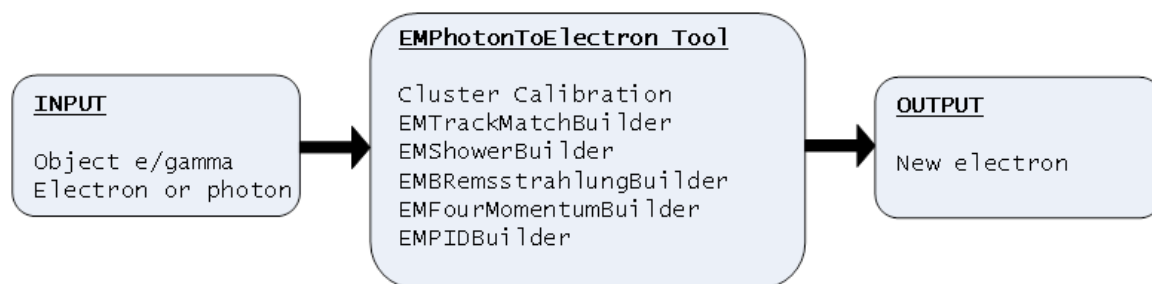 INPUT
Object e/gamma
Electron or photon
EMPhotonToElectron Tool
Cluster Calibration
EMTrackMatchBuilder
EMShowerBuilder
EMBRemsstrahlungBuilder
EMFourMomentumBuilder
EMPIDBuilder
OUTPUT
New electron